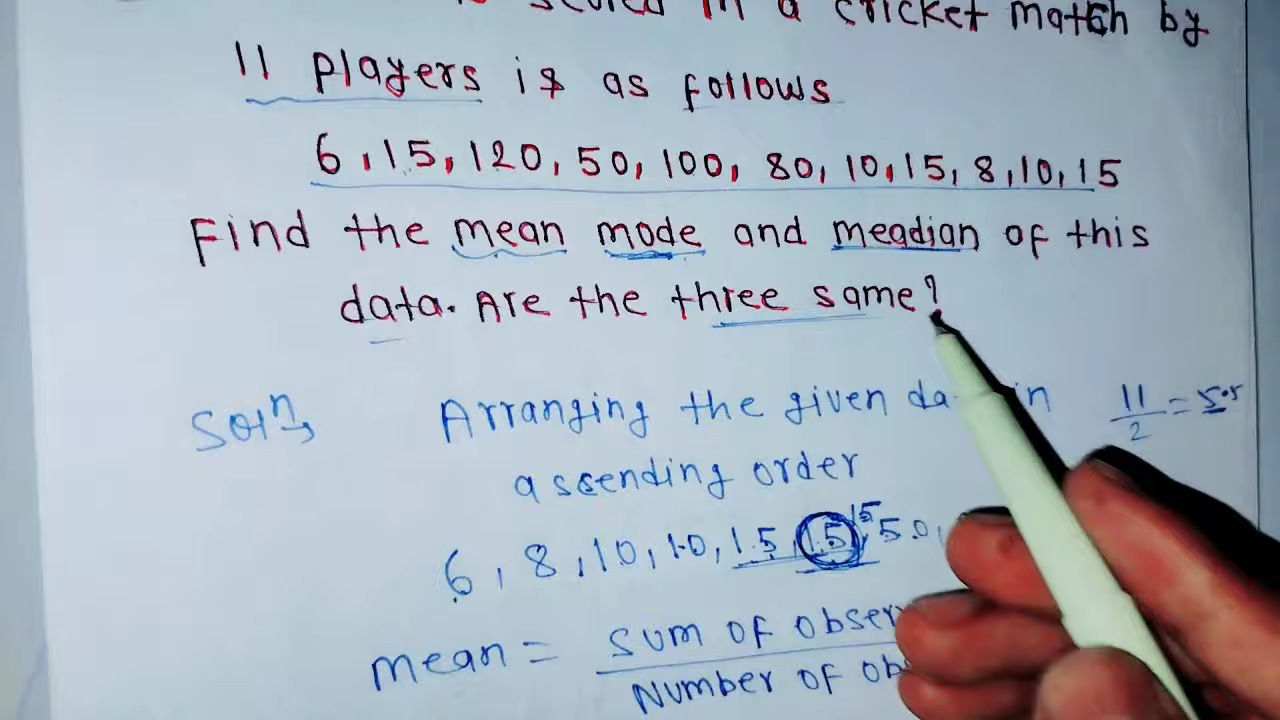 scored in a cricket match by
11 players is as follows
6, 15, 120, 50, 100, 80, 10, 15, 8, 10, 15
Find the mean mode and meadian of this
data. Are the three same?
Soln Arranging the given da in 11/2 = 5.5
ascending order
6, 8, 10, 10, 15, 15, 15, 50,
mean = sum of obser
Number of ob